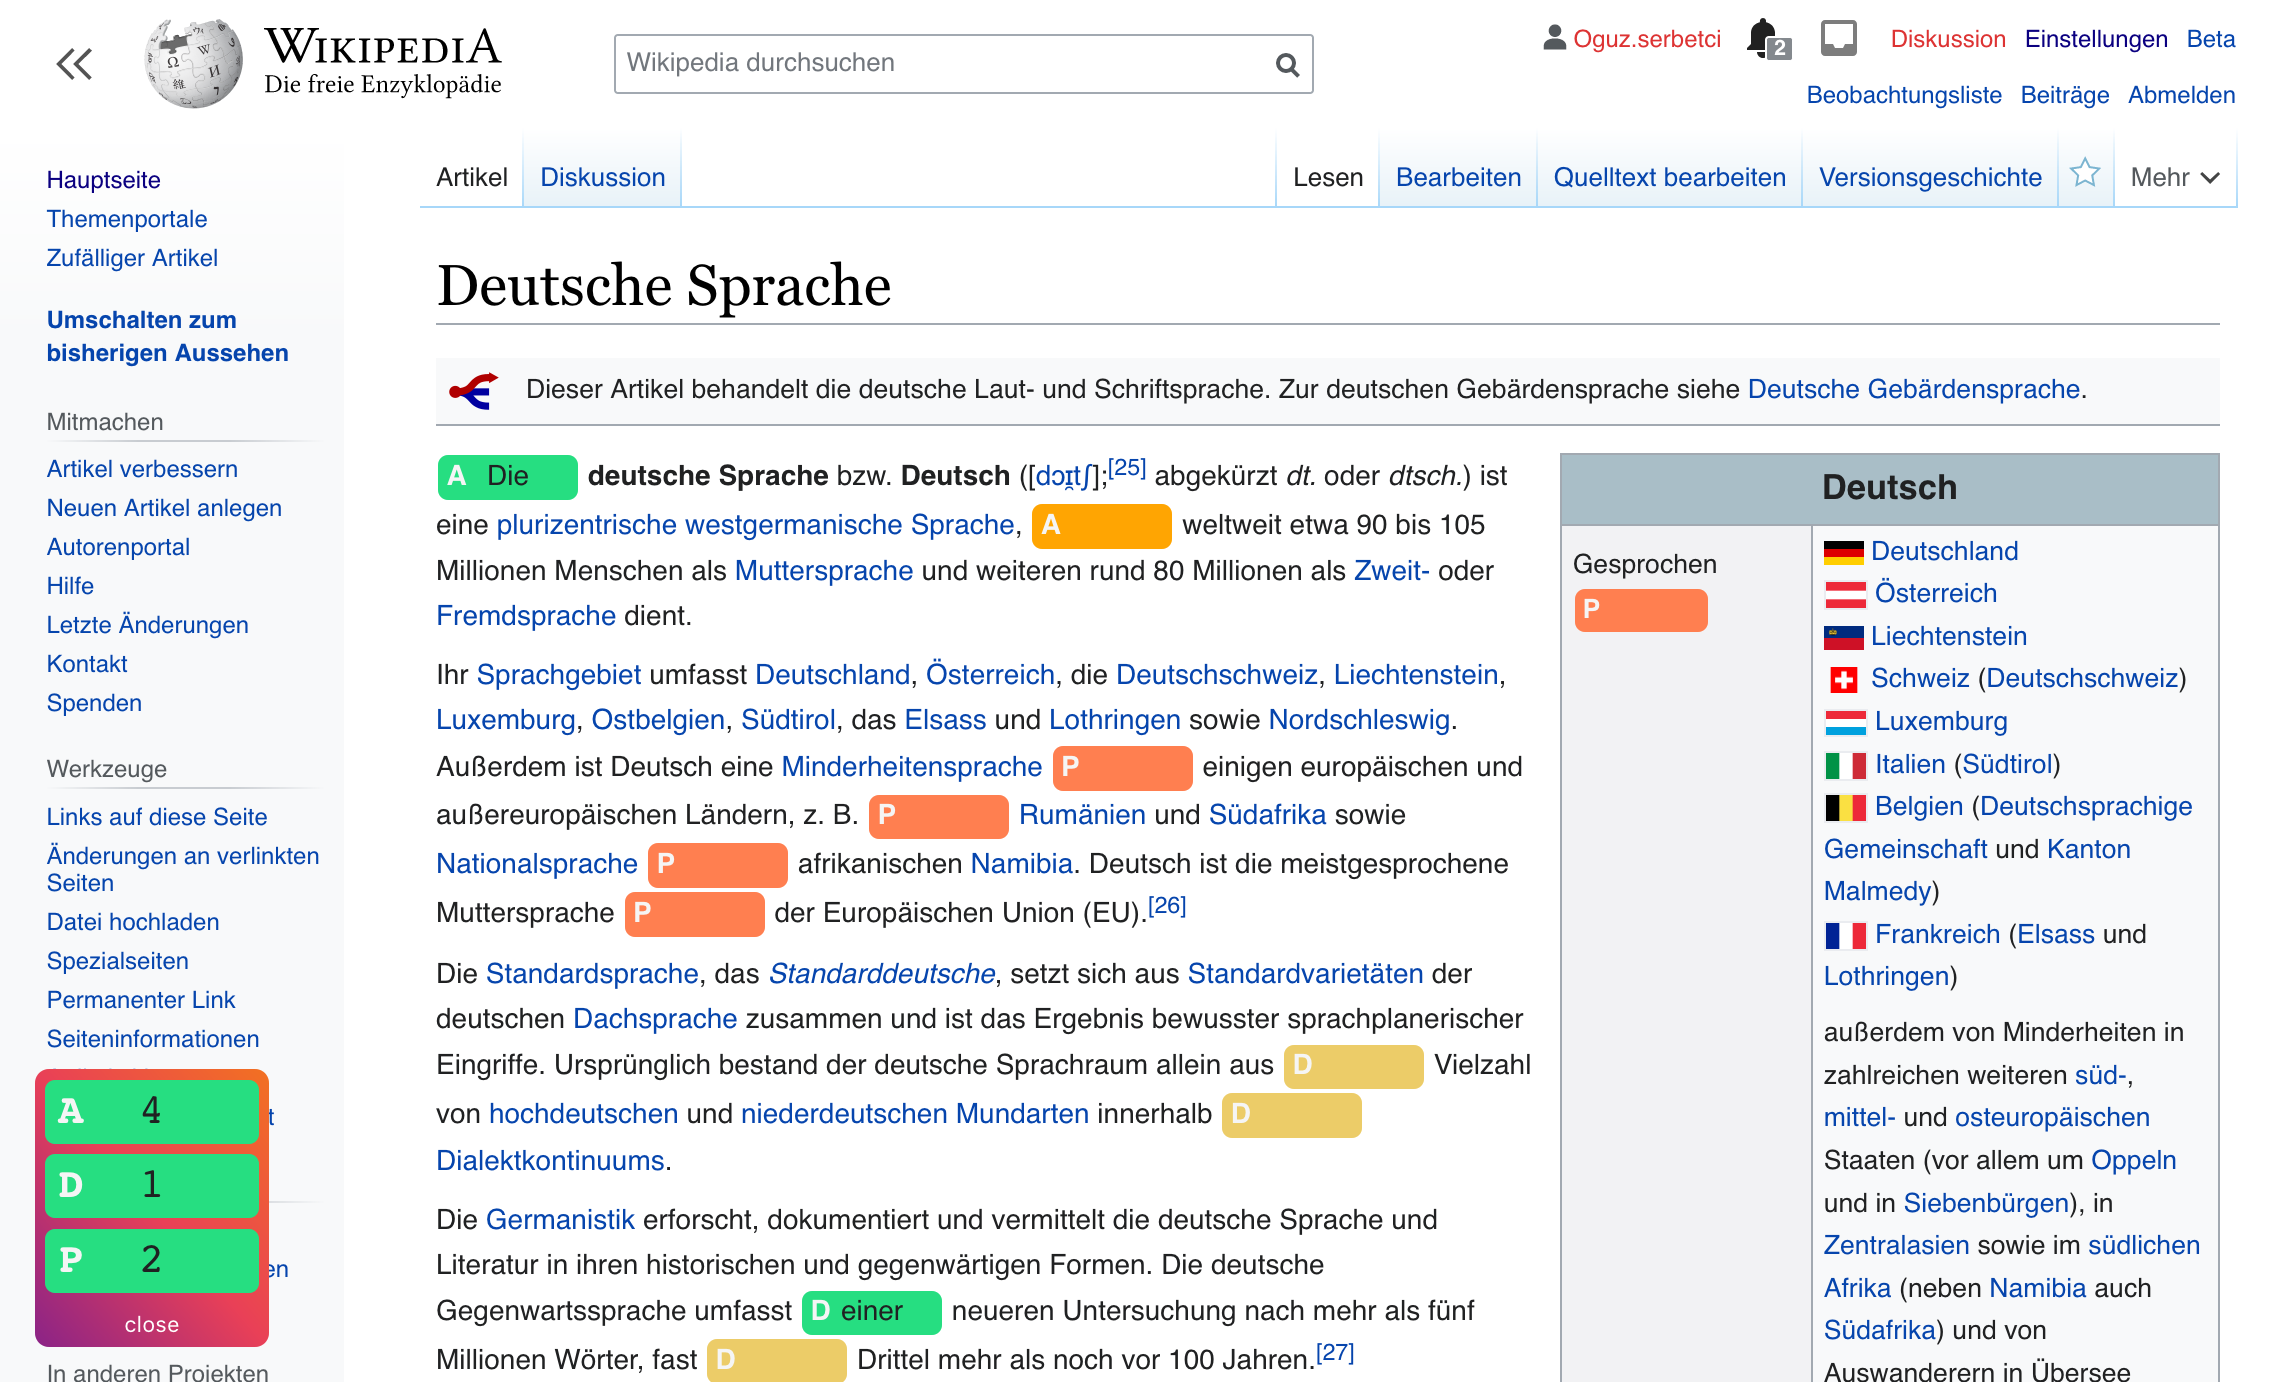 WIKIPEDIA
Die freie Enzyklopädie
Wikipedia durchsuchen
Oguz.serbetci
2
Diskussion
Einstellungen
Beta
Beobachtungsliste
Beiträge
Abmelden
Hauptseite
Themenportale
Zufälliger Artikel
Umschalten zum
bisherigen Aussehen
Mitmachen
Artikel verbessern
Neuen Artikel anlegen
Autorenportal
Hilfe
Letzte Änderungen
Kontakt
Spenden
Werkzeuge
Links auf diese Seite
Änderungen an verlinkten
Seiten
Datei hochladen
Spezialseiten
Permanenter Link
Seiteninformationen
A 4
D 1
P 2
close
In anderen Projekten
Artikel
Diskussion
Lesen
Bearbeiten
Quelltext bearbeiten
Versionsgeschichte
Mehr
Deutsche Sprache
Dieser Artikel behandelt die deutsche Laut- und Schriftsprache. Zur deutschen Gebärdensprache siehe Deutsche Gebärdensprache.
A Die deutsche Sprache bzw. Deutsch ([dɔɪ̯tʃ];[25] abgekürzt dt. oder dtsch.) ist
eine plurizentrische westgermanische Sprache, A weltweit etwa 90 bis 105
Millionen Menschen als Muttersprache und weiteren rund 80 Millionen als Zweit- oder
Fremdsprache dient.
Ihr Sprachgebiet umfasst Deutschland, Österreich, die Deutschschweiz, Liechtenstein,
Luxemburg, Ostbelgien, Südtirol, das Elsass und Lothringen sowie Nordschleswig.
Außerdem ist Deutsch eine Minderheitensprache P einigen europäischen und
außereuropäischen Ländern, z. B. P Rumänien und Südafrika sowie
Nationalsprache P afrikanischen Namibia. Deutsch ist die meistgesprochene
Muttersprache P der Europäischen Union (EU).[26]
Die Standardsprache, das Standarddeutsche, setzt sich aus Standardvarietäten der
deutschen Dachsprache zusammen und ist das Ergebnis bewusster sprachplanerischer
Eingriffe. Ursprünglich bestand der deutsche Sprachraum allein aus D Vielzahl
von hochdeutschen und niederdeutschen Mundarten innerhalb D
Dialektkontinuums.
Die Germanistik erforscht, dokumentiert und vermittelt die deutsche Sprache und
Literatur in ihren historischen und gegenwärtigen Formen. Die deutsche
Gegenwartssprache umfasst D einer neueren Untersuchung nach mehr als fünf
Millionen Wörter, fast D Drittel mehr als noch vor 100 Jahren.[27]
Deutsch
Gesprochen
P
Deutschland
Österreich
Liechtenstein
Schweiz (Deutschschweiz)
Luxemburg
Italien (Südtirol)
Belgien (Deutschsprachige
Gemeinschaft und Kanton
Malmedy)
Frankreich (Elsass und
Lothringen)
außerdem von Minderheiten in
zahlreichen weiteren süd-,
mittel- und osteuropäischen
Staaten (vor allem um Oppeln
und in Siebenbürgen), in
Zentralasien sowie im südlichen
Afrika (neben Namibia auch
Südafrika) und von
Auswanderern in Übersee